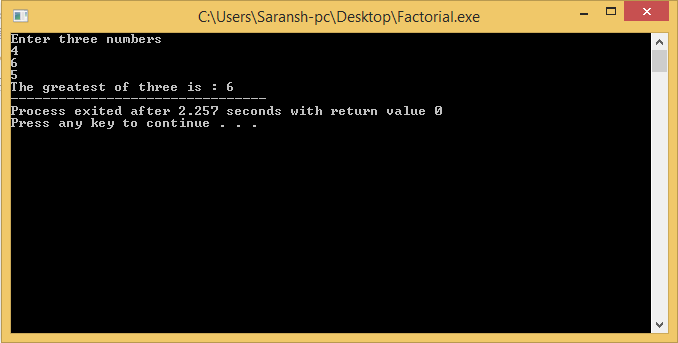 C:\Users\Saransh-pc\Desktop\Factorial.exe
Enter three numbers
4
6
5
The greatest of three is : 6
--------------------------------
Process exited after 2.257 seconds with return value 0
Press any key to continue . . .